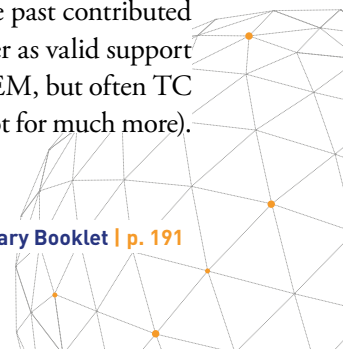 e past contributed
er as valid support
EM, but often TC
ot for much more).
ary Booklet | p. 191